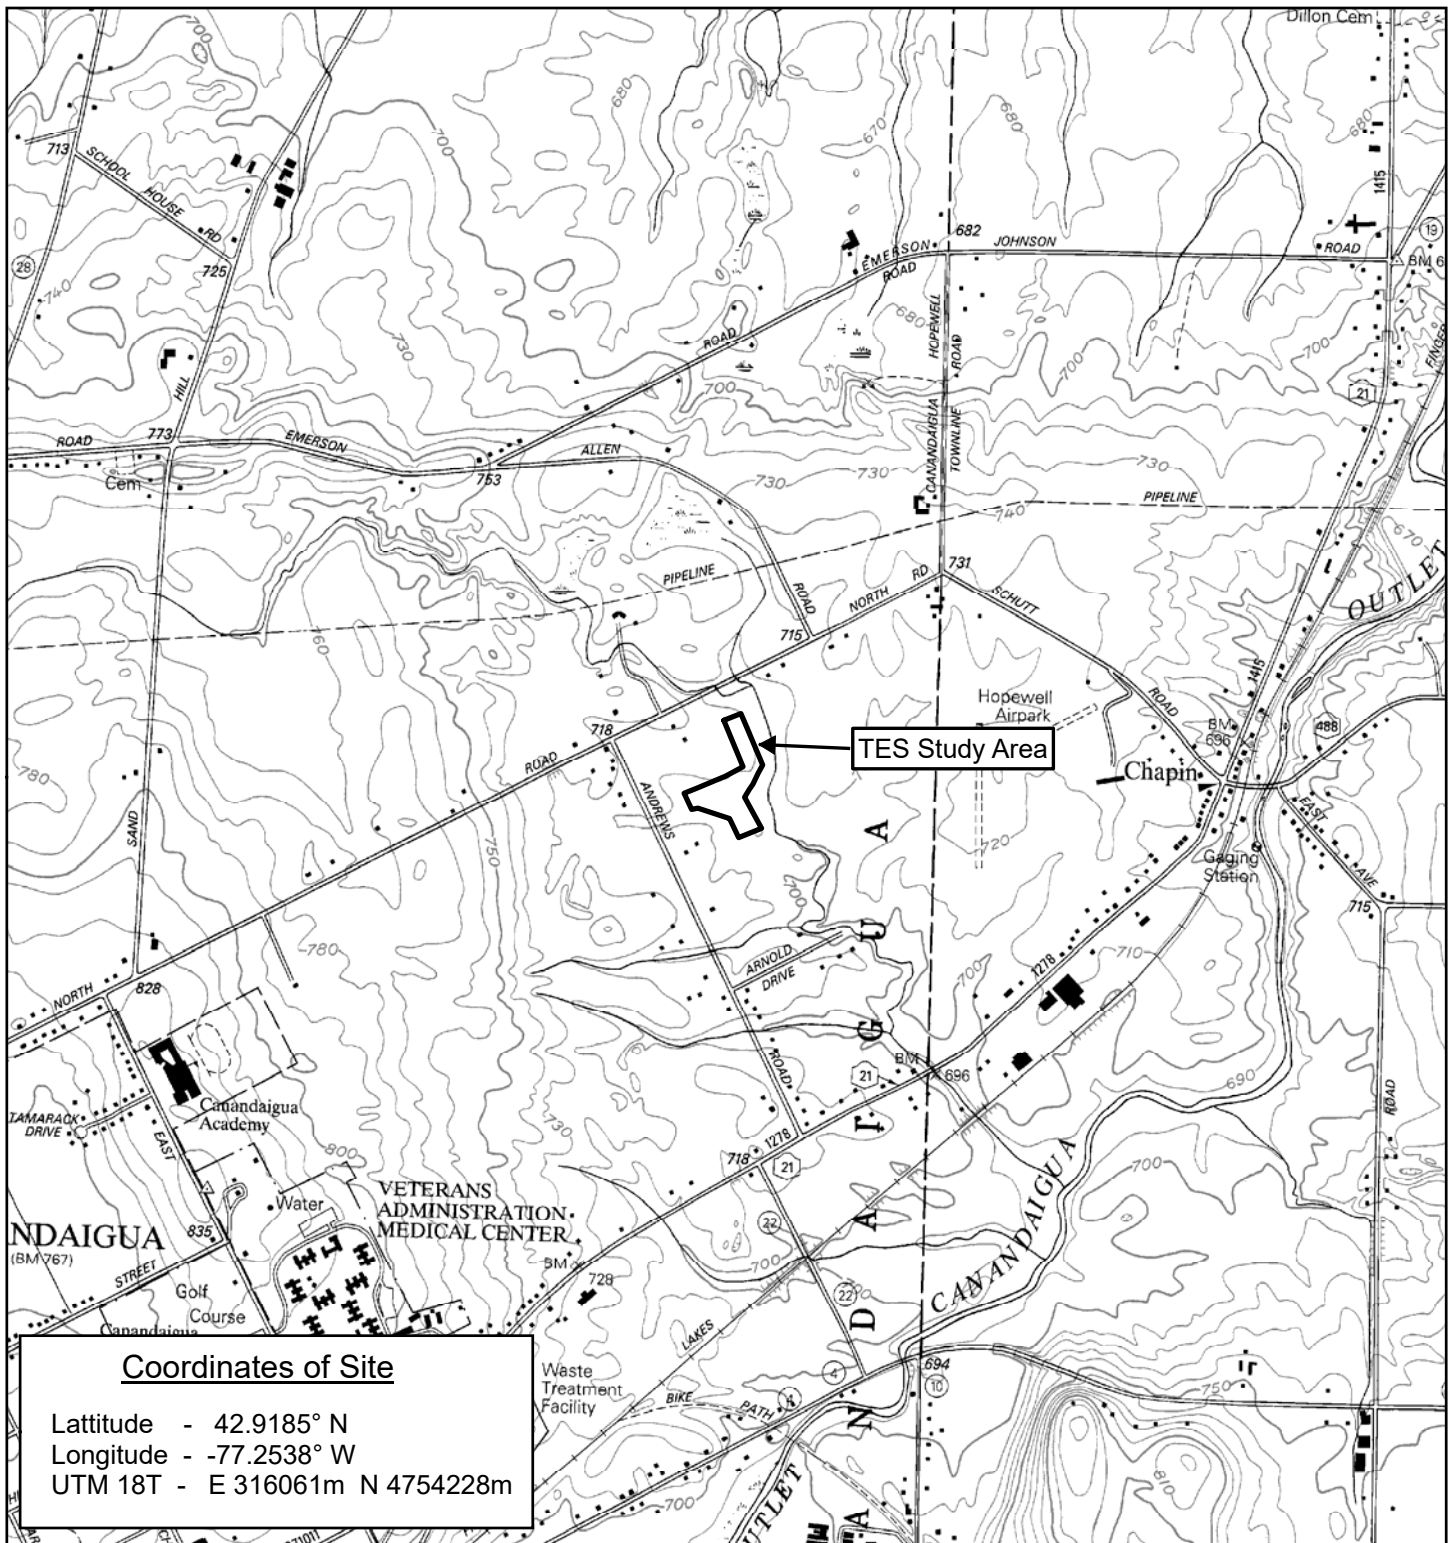 Dillon Cem
700
680
670
680
680
700
713
SCHOOL HOUSE RD
725
28
740
730
682
EMERSON ROAD
JOHNSON
ROAD
1415
19
BM 6
680
ROAD
700
HOPEWELL
CANANDAIGUA
TOWNLINE
ROAD
700
700
21
HILL
ROAD
773
EMERSON
753
ALLEN
ROAD
Cem
730
730
730
PIPELINE
740
670
PIPELINE
731
NORTH RD
SCHUTT
ROAD
OUTLET
715
760
Hopewell
Airpark
1415
BM
696
488
718
ROAD
TES Study Area
Chapin
780
SAND
ANDREWS
ROAD
750
720
EAST
AVE
Gaging
Station
700
715
780
ARNOLD
DRIVE
700
710
1278
NORTH
828
BM
696
21
690
ROAD
Canandaigua
Academy
TAMARACK
DRIVE
EAST
730
800
718
1278
21
700
CANANDAIGUA
Water
VETERANS
ADMINISTRATION
MEDICAL CENTER
NDAIGUA
(BM 767)
835
STREET
22
BM
728
700
22
Golf
Course
Canandaigua
LAKES
694
4
10
750
Waste
Treatment
Facility
BIKE
PATH
4
700
810
A
N
D
A
I
G
U
A
Coordinates of Site
Lattitude - 42.9185° N
Longitude - -77.2538° W
UTM 18T - E 316061m N 4754228m